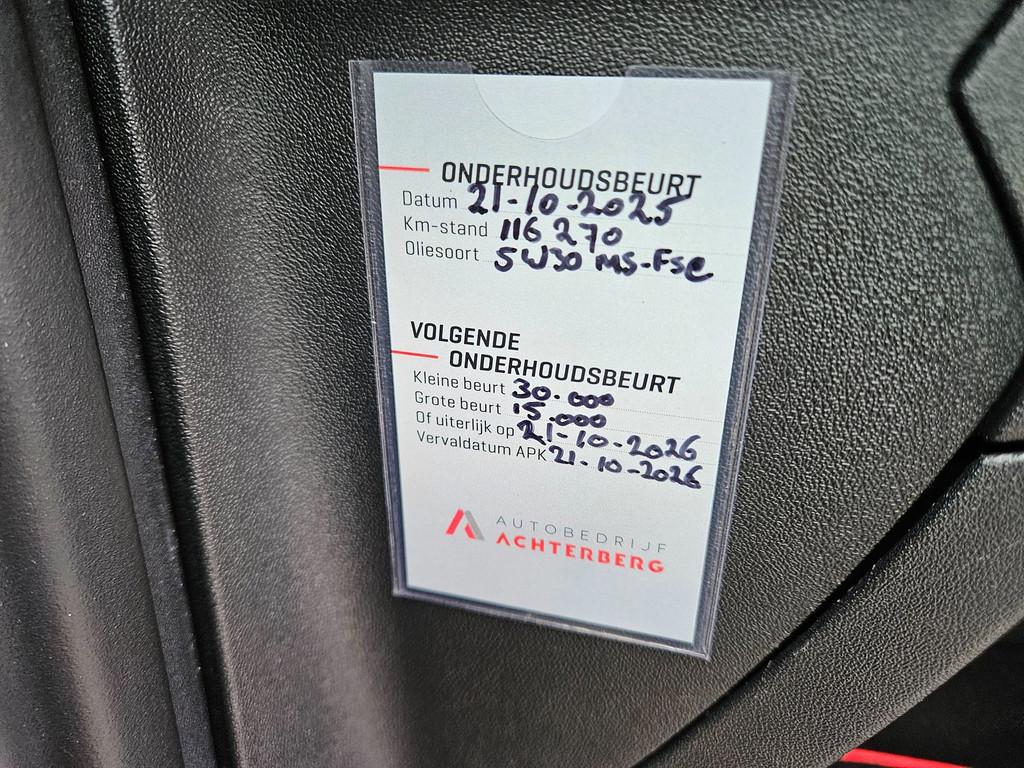 ONDERHOUDSBEURT
Datum 21-10-2025
Km-stand 116 270
Oliesoort 5W30 MS-FSe
VOLGENDE
ONDERHOUDSBEURT
Kleine beurt 30.000
Grote beurt 15.000
Of uiterlijk op 21-10-2026
Vervaldatum APK 21-10-2026
AUTOBEDRIJF
ACHTERBERG